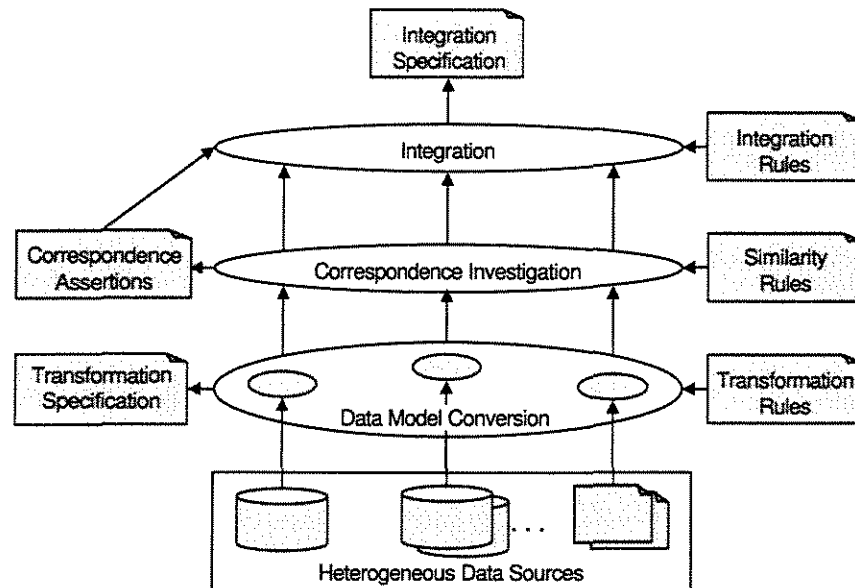 Integration
Specification
Integration
Integration
Rules
Correspondence
Assertions
Correspondence Investigation
Similarity
Rules
Transformation
Specification
Data Model Conversion
Transformation
Rules
. . .
Heterogeneous Data Sources